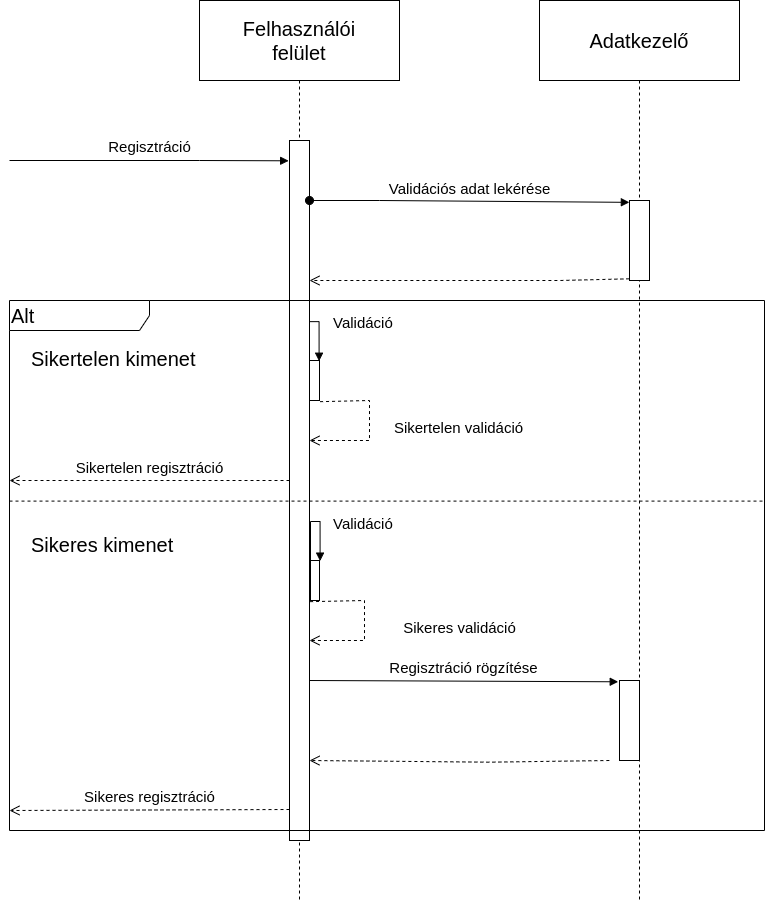 Felhasználói
felület
Adatkezelő
Regisztráció
Validációs adat lekérése
Alt
Validáció
Sikertelen kimenet
Sikertelen validáció
Sikertelen regisztráció
Validáció
Sikeres kimenet
Sikeres validáció
Regisztráció rögzítése
Sikeres regisztráció